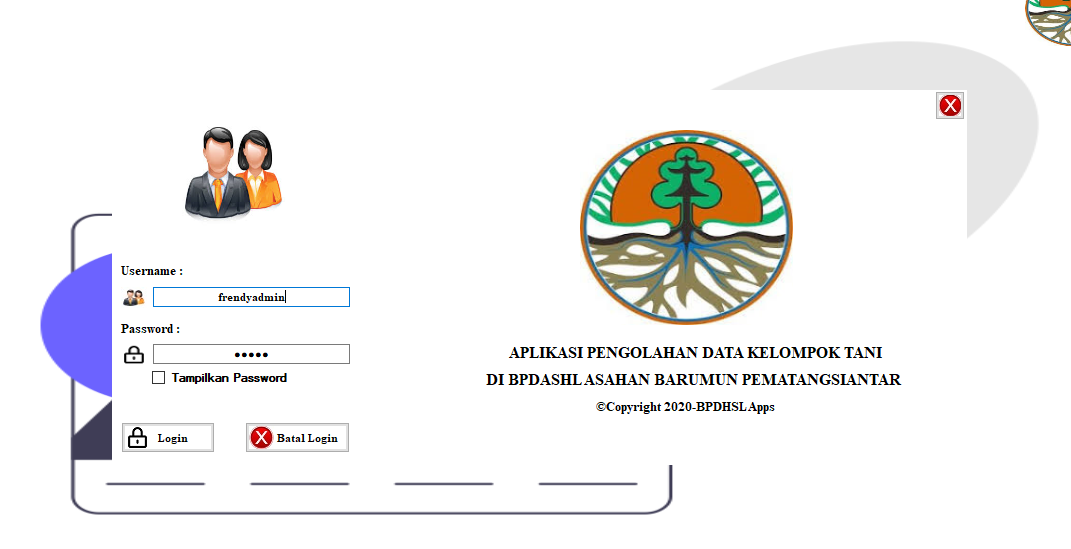 X
Username :
frendyadmin
Password :
•••••
Tampilkan Password
Login
X Batal Login
APLIKASI PENGOLAHAN DATA KELOMPOK TANI
DI BPDASHL ASAHAN BARUMUN PEMATANGSIANTAR
©Copyright 2020-BPDHSL Apps